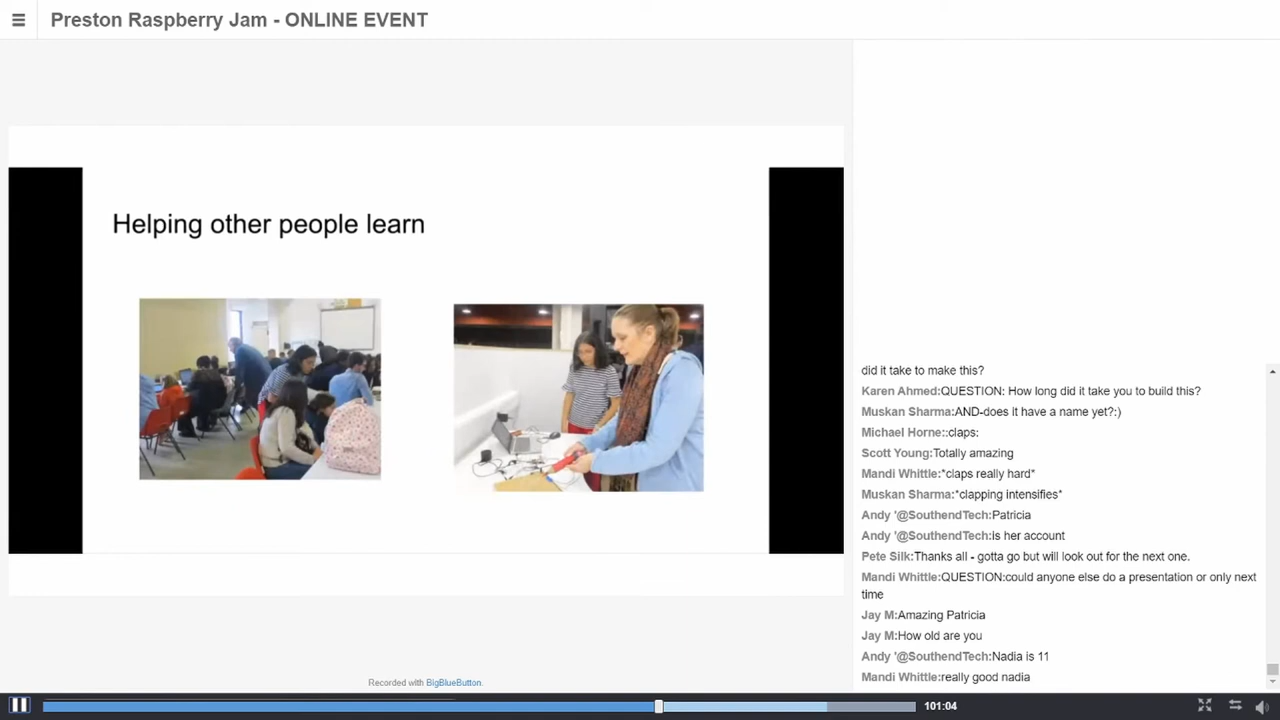 Preston Raspberry Jam - ONLINE EVENT
Helping other people learn
did it take to make this?
Karen Ahmed:QUESTION: How long did it take you to build this?
Muskan Sharma:AND-does it have a name yet?:)
Michael Horne::claps:
Scott Young:Totally amazing
Mandi Whittle:*claps really hard*
Muskan Sharma:*clapping intensifies*
Andy '@SouthendTech:Patricia
Andy '@SouthendTech:is her account
Pete Silk:Thanks all - gotta go but will look out for the next one.
Mandi Whittle:QUESTION:could anyone else do a presentation or only next
time
Jay M:Amazing Patricia
Jay M:How old are you
Andy '@SouthendTech:Nadia is 11
Mandi Whittle:really good nadia
Recorded with BigBlueButton.
101:04